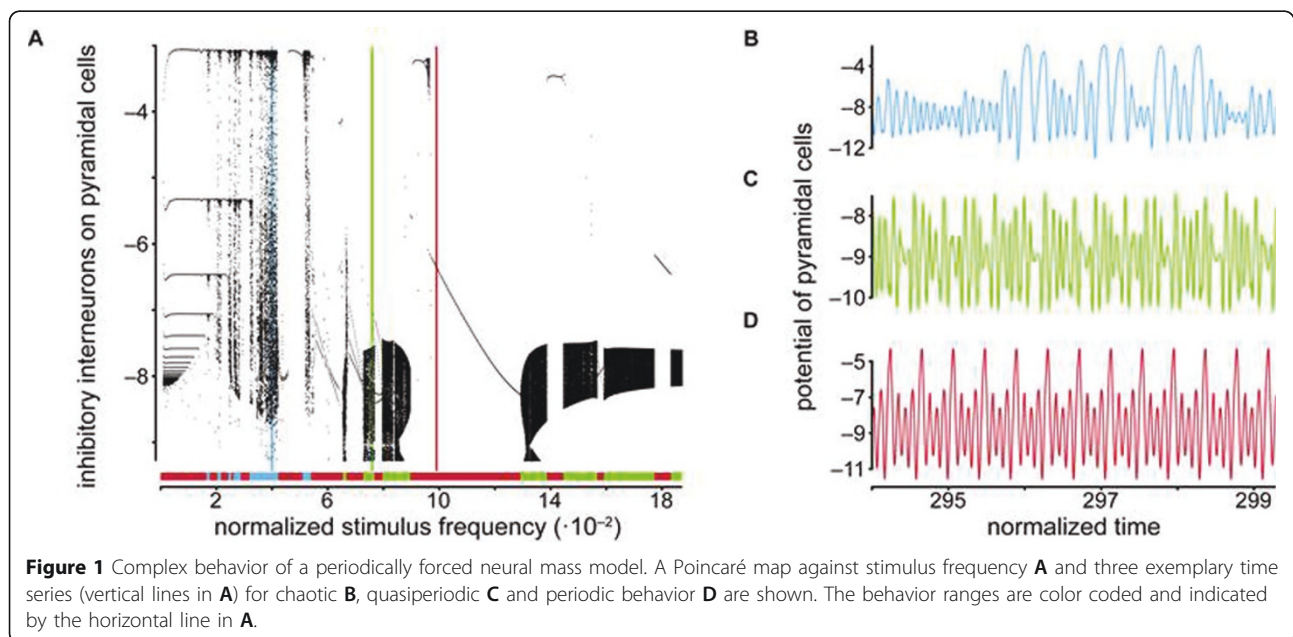 A
inhibitory interneurons on pyramidal cells
−4
−6
−8
2
6
10
14
18
normalized stimulus frequency (·10⁻²)
B
−4
−8
−12
C
−8
−9
−10
D
−5
−7
−9
−11
potential of pyramidal cells
295
297
299
normalized time
Figure 1 Complex behavior of a periodically forced neural mass model. A Poincaré map against stimulus frequency A and three exemplary time
series (vertical lines in A) for chaotic B, quasiperiodic C and periodic behavior D are shown. The behavior ranges are color coded and indicated
by the horizontal line in A.